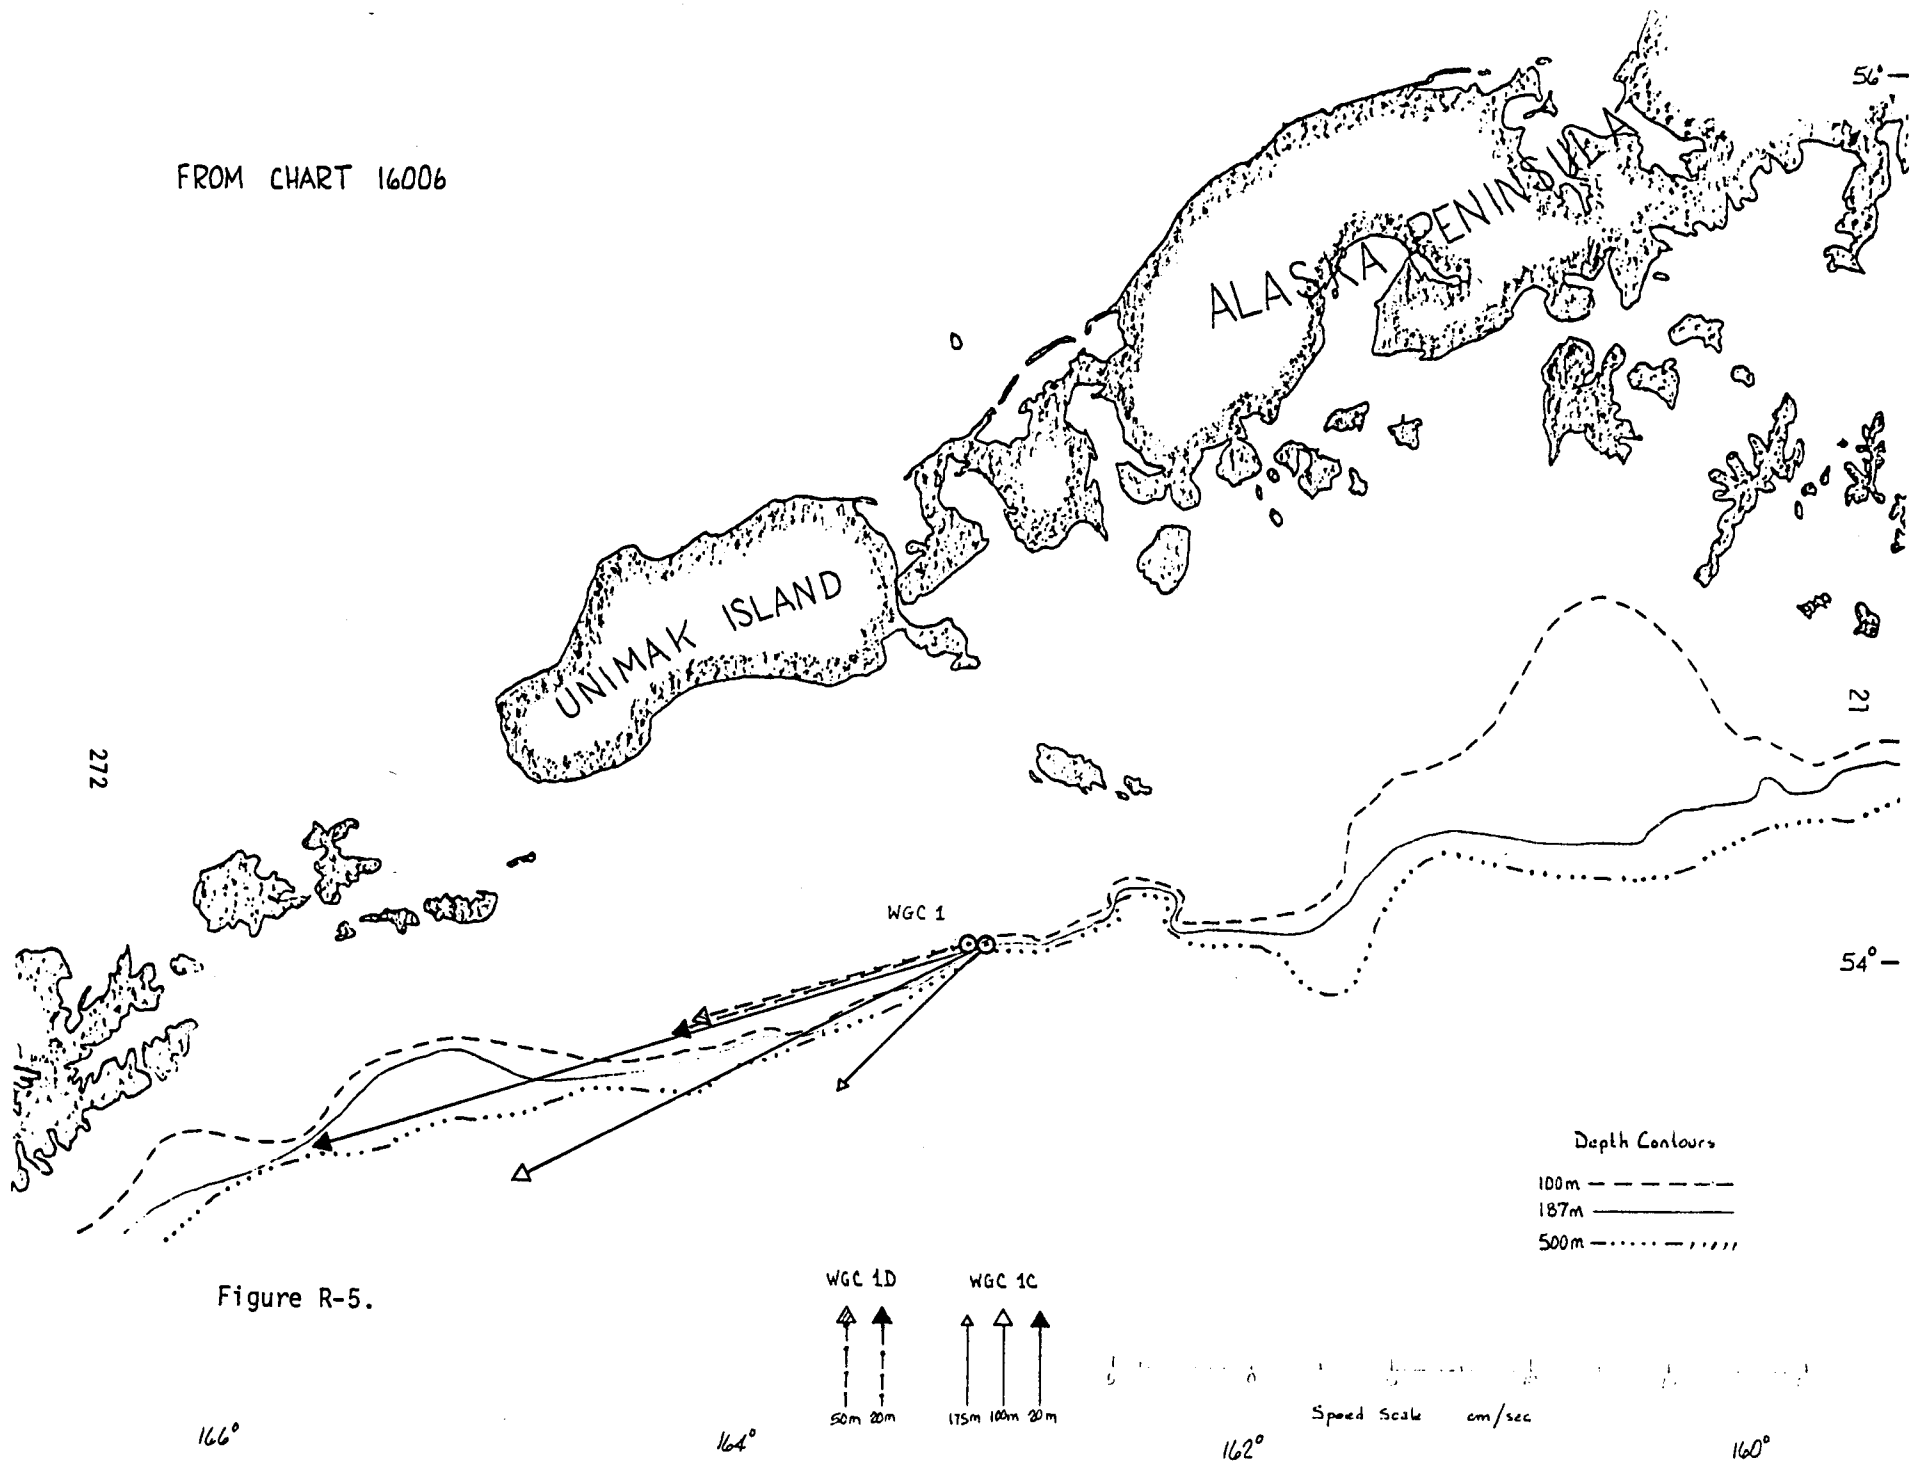 56°
FROM CHART 16006
ALASKA PENINSULA
UNIMAK ISLAND
21
272
WGC 1
54°
Depth Contours
100m
187m
500m
Figure R-5.
WGC 1D WGC 1C
50m 20m 175m 100m 20m
Speed Scale cm/sec
166° 164° 162° 160°